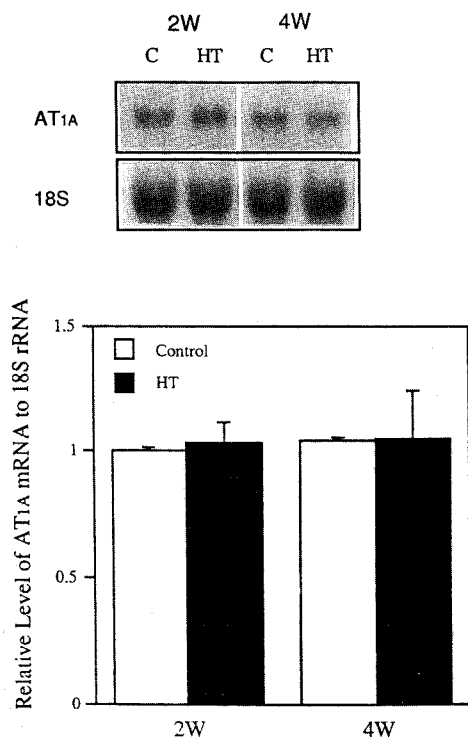 2W 4W
C HT C HT
AT1A
18S
Relative Level of AT1A mRNA to 18S rRNA
1.5
Control
HT
1
0.5
0
2W 4W